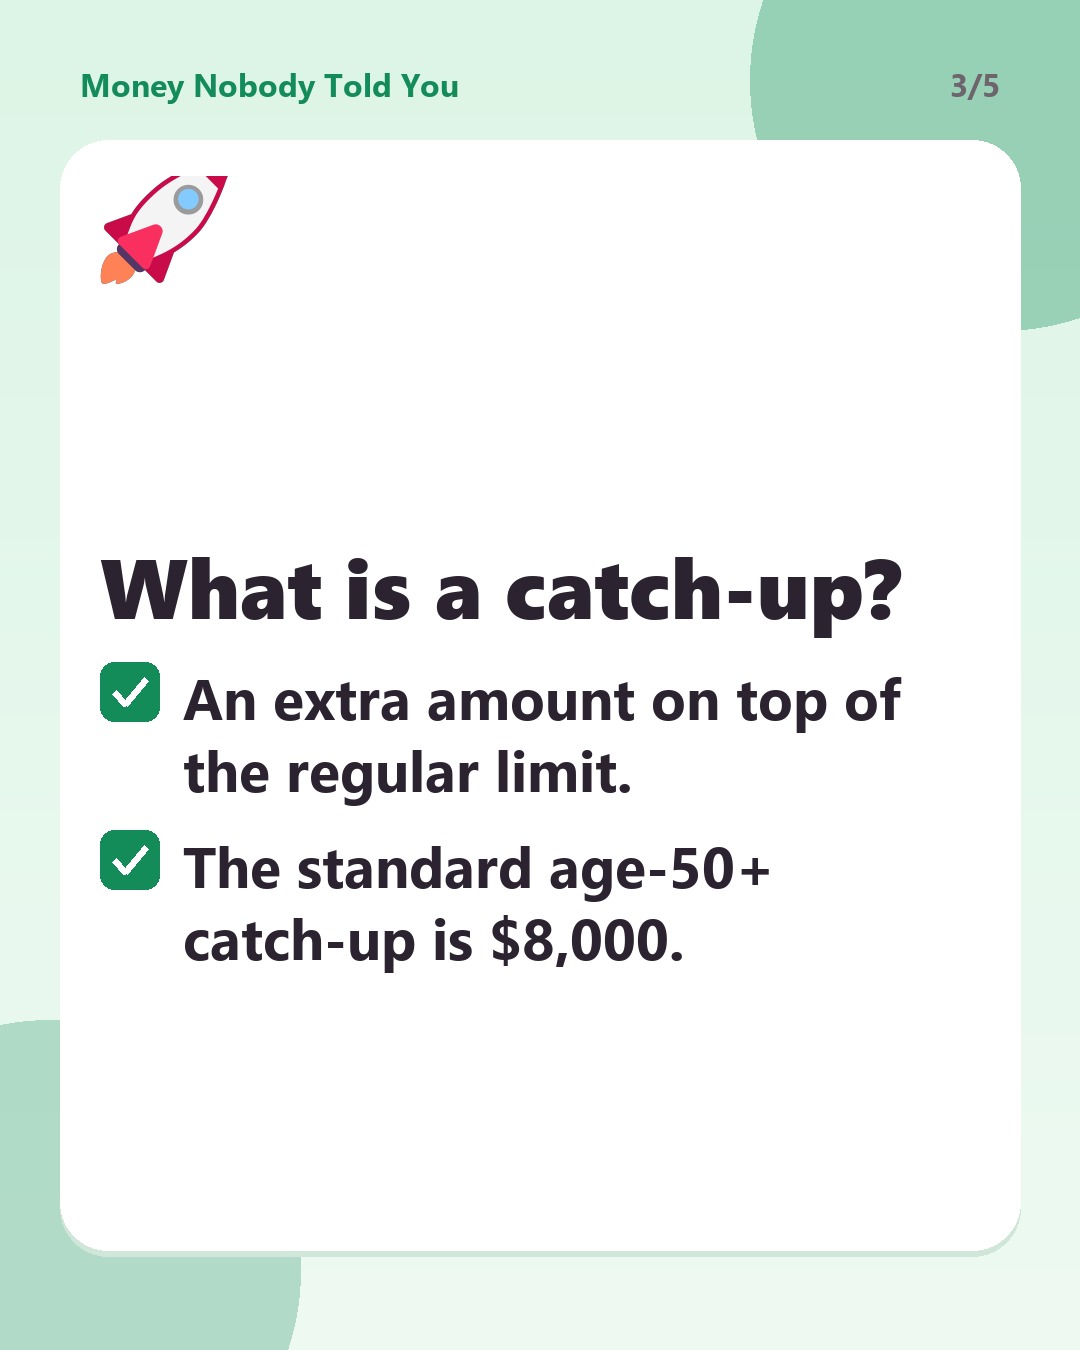 Money Nobody Told You
3/5
What is a catch-up?
An extra amount on top of
the regular limit.
The standard age-50+
catch-up is $8,000.